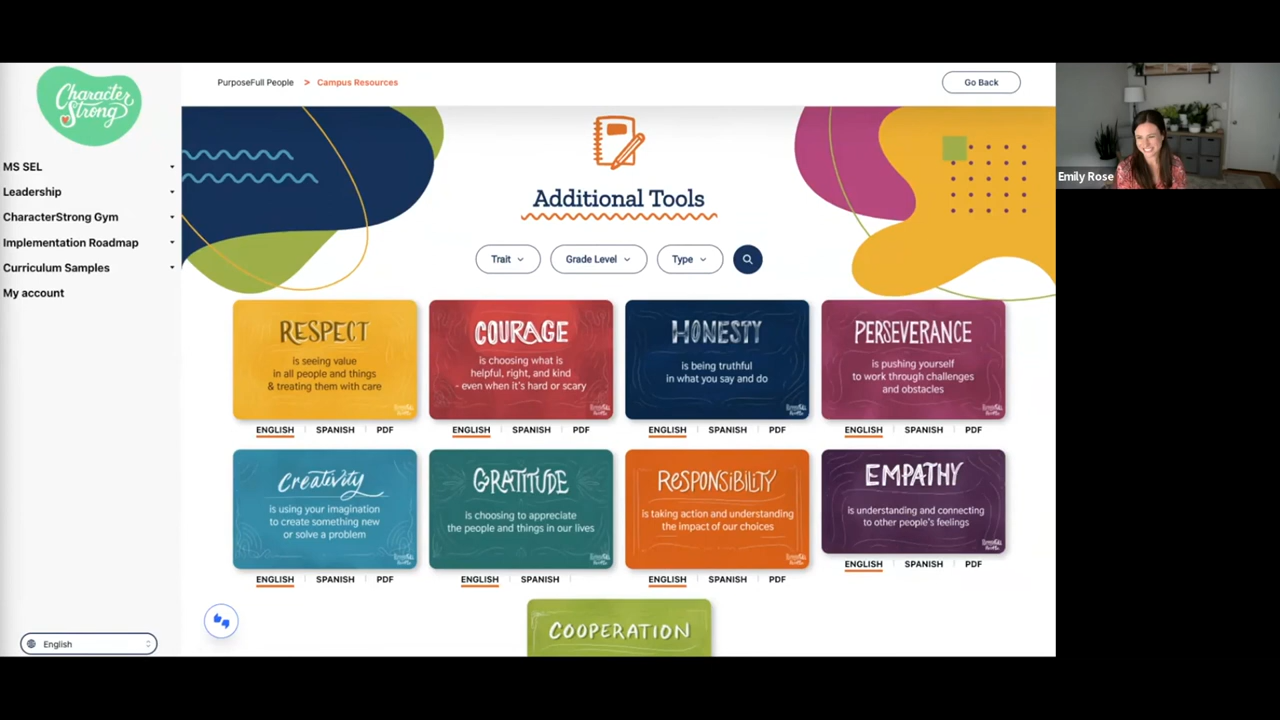 Character
Strong
MS SEL
Leadership
CharacterStrong Gym
Implementation Roadmap
Curriculum Samples
My account
English
PurposeFull People > Campus Resources
Go Back
Additional Tools
Trait
Grade Level
Type
RESPECT
is seeing value
in all people and things
& treating them with care
ENGLISH SPANISH PDF
COURAGE
is choosing what is
helpful, right, and kind
- even when it's hard or scary
ENGLISH SPANISH PDF
HONESTY
is being truthful
in what you say and do
ENGLISH SPANISH PDF
PERSEVERANCE
is pushing yourself
to work through challenges
and obstacles
ENGLISH SPANISH PDF
Creativity
is using your imagination
to create something new
or solve a problem
ENGLISH SPANISH PDF
GRATITUDE
is choosing to appreciate
the people and things in our lives
ENGLISH SPANISH
RESPONSIBILITY
is taking action and understanding
the impact of our choices
ENGLISH SPANISH PDF
EMPATHY
is understanding and connecting
to other people's feelings
ENGLISH SPANISH PDF
COOPERATION
Emily Rose